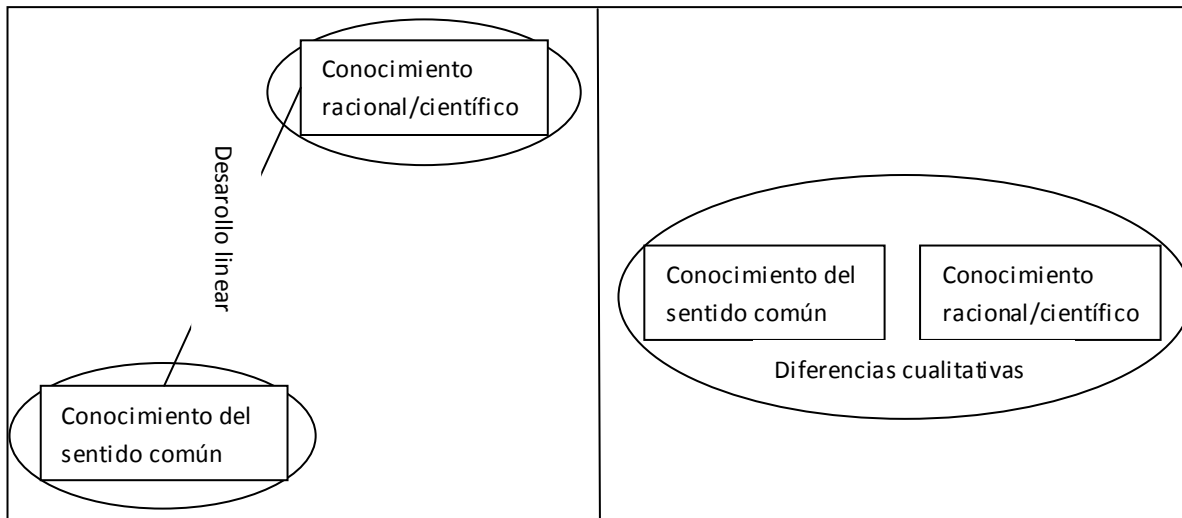 Conocimiento
racional/científico
Desarollo linear
Conocimiento del
sentido común
Conocimiento del
sentido común
Conocimiento
racional/científico
Diferencias cualitativas